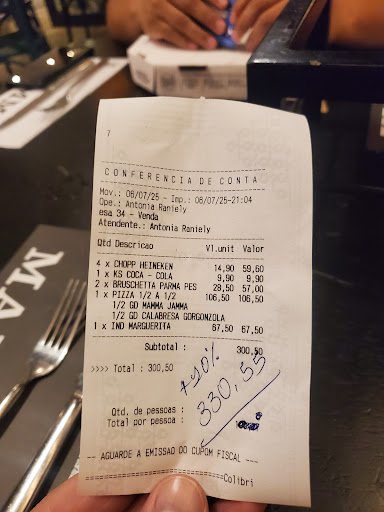 7
CONFERENCIA DE CONTA
Mov.: 06/07/25 - Imp.: 06/07/25-21:04
Ope.: Antonia Raniely
esa 34 - Venda
Atendente.: Antonia Raniely
Qtd Descricao Vl.unit Valor
4 x CHOPP HEINEKEN 14,90 59,60
1 x KS COCA - COLA 9,90 9,90
2 x BRUSCHETTA PARMA PES 28,50 57,00
1 x PIZZA 1/2 A 1/2 106,50 106,50
1/2 GD MAMMA JAMMA
1/2 GD CALABRESA GORGONZOLA
1 x IND MARGUERITA 67,50 67,50
Subtotal : 300,50
>>>> Total : 300,50
+10%
330,55
Qtd. de pessoas :
Total por pessoa :
--- AGUARDE A EMISSAO DO CUPOM FISCAL ---
Colibri
MA